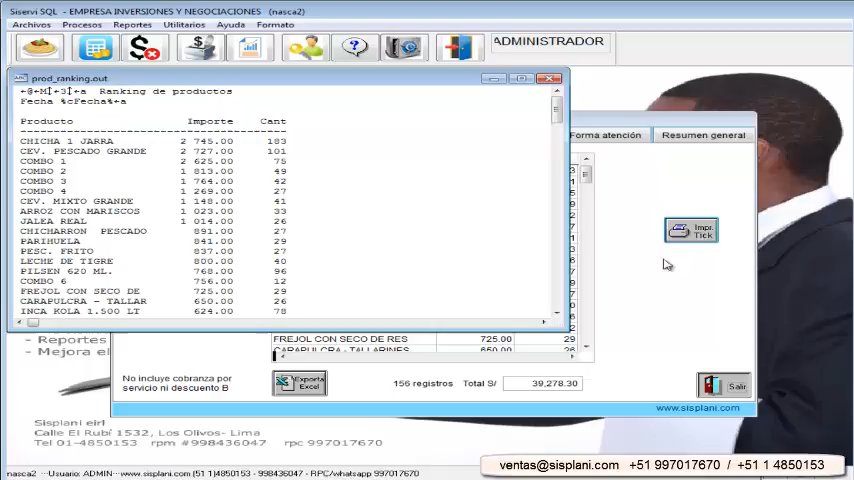 Siservi SQL - EMPRESA INVERSIONES Y NEGOCIACIONES (nasca2)
Archivos Procesos Reportes Utilitarios Ayuda Formato
ADMINISTRADOR
prod_ranking.out
Ranking de productos
Fecha %cFecha%+a
Producto Importe Cant
CHICHA 1 JARRA 2 745.00 183
CEV. PESCADO GRANDE 2 727.00 101
COMBO 1 2 625.00 75
COMBO 2 1 813.00 49
COMBO 3 1 764.00 42
COMBO 4 1 269.00 27
CEV. MIXTO GRANDE 1 148.00 41
ARROZ CON MARISCOS 1 023.00 33
JALEA REAL 1 014.00 26
CHICHARRON PESCADO 891.00 27
PARIHUELA 841.00 29
PESC. FRITO 837.00 27
LECHE DE TIGRE 800.00 40
PILSEN 620 ML. 768.00 96
COMBO 6 756.00 12
FREJOL CON SECO DE 725.00 29
CARAPULCRA - TALLAR 650.00 26
INCA KOLA 1.500 LT 624.00 78
Forma atención Resumen general
Impr.
Tick
FREJOL CON SECO DE RES 725.00 29
CARAPULCRA - TALLARINES 650.00 26
No incluye cobranza por
servicio ni descuento B
Exporta
Excel
156 registros Total S/ 39,278.30
Salir
www.sisplani.com
- Reportes
- Mejora el
Sisplani eirl
Calle El Rubí 1532, Los Olivos- Lima
Tel 01-4850153 rpm #998436047 rpc 997017670
nasca2 ···Usuario: ADMIN···www.sisplani.com (51 1)4850153 - 998436047 - RPC/whatsapp 997017670
ventas@sisplani.com +51 997017670 / +51 1 4850153